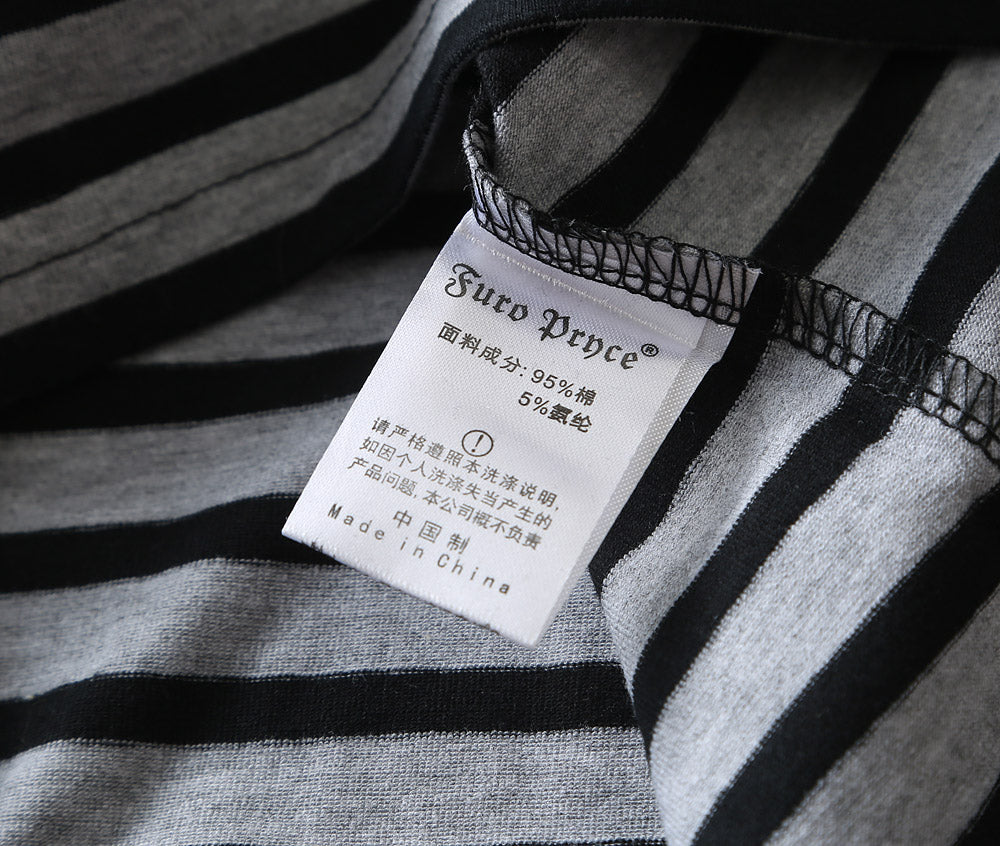 Furo Pryce®
面料成分: 95%棉
5%氨纶
请严格遵照本洗涤说明,
如因个人洗涤失当产生的
产品问题,本公司概不负责
中国制
Made in China